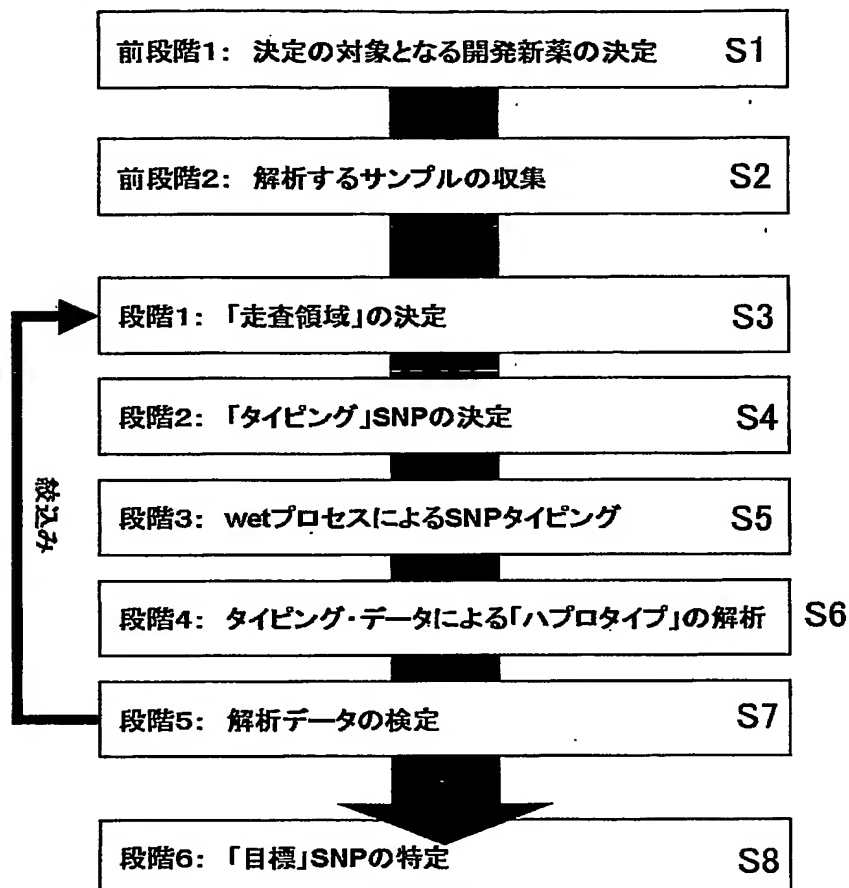 前段階1: 決定の対象となる開発新薬の決定 S1
前段階2: 解析するサンプルの収集 S2
段階1: 「走査領域」の決定 S3
段階2: 「タイピング」SNPの決定 S4
絞込み
段階3: wetプロセスによるSNPタイピング S5
段階4: タイピング・データによる「ハプロタイプ」の解析 S6
段階5: 解析データの検定 S7
段階6: 「目標」SNPの特定 S8